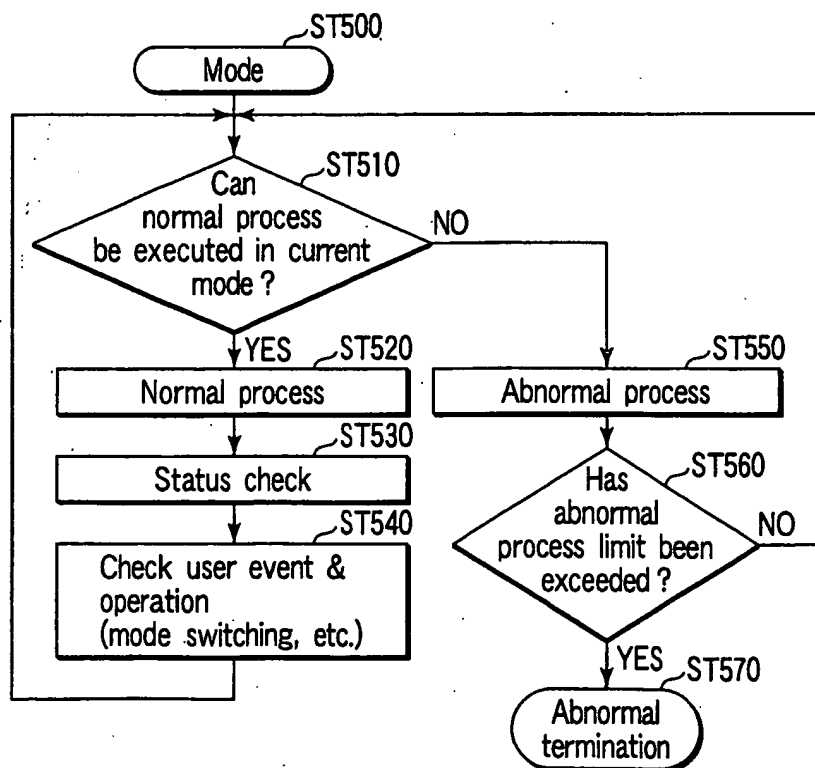 ST500
Mode
ST510
Can
normal process
be executed in current
mode?
NO
YES
ST520
Normal process
ST530
Status check
ST540
Check user event &
operation
(mode switching, etc.)
ST550
Abnormal process
ST560
Has
abnormal
process limit been
exceeded?
NO
YES
ST570
Abnormal
termination